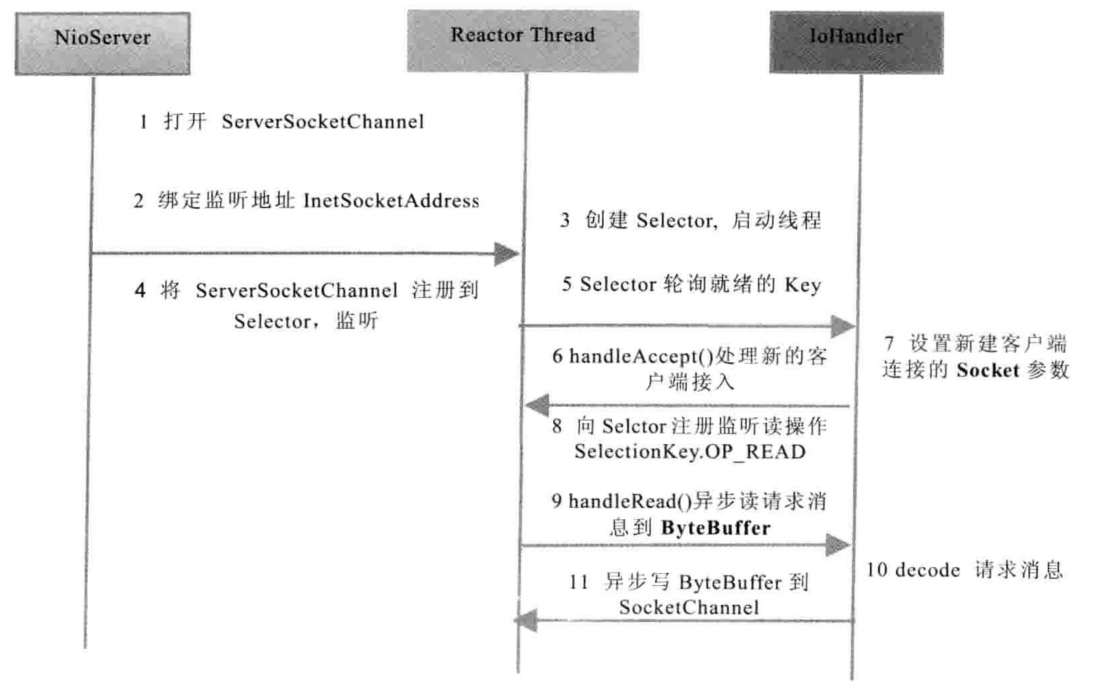 NioServer
Reactor Thread
IoHandler
1 打开 ServerSocketChannel
2 绑定监听地址 InetSocketAddress
3 创建 Selector, 启动线程
4 将 ServerSocketChannel 注册到
Selector，监听
5 Selector 轮询就绪的 Key
6 handleAccept()处理新的客
户端接入
7 设置新建客户端
连接的 Socket 参数
8 向 Selctor 注册监听读操作
SelectionKey.OP_READ
9 handleRead()异步读请求消
息到 ByteBuffer
10 decode 请求消息
11 异步写 ByteBuffer 到
SocketChannel